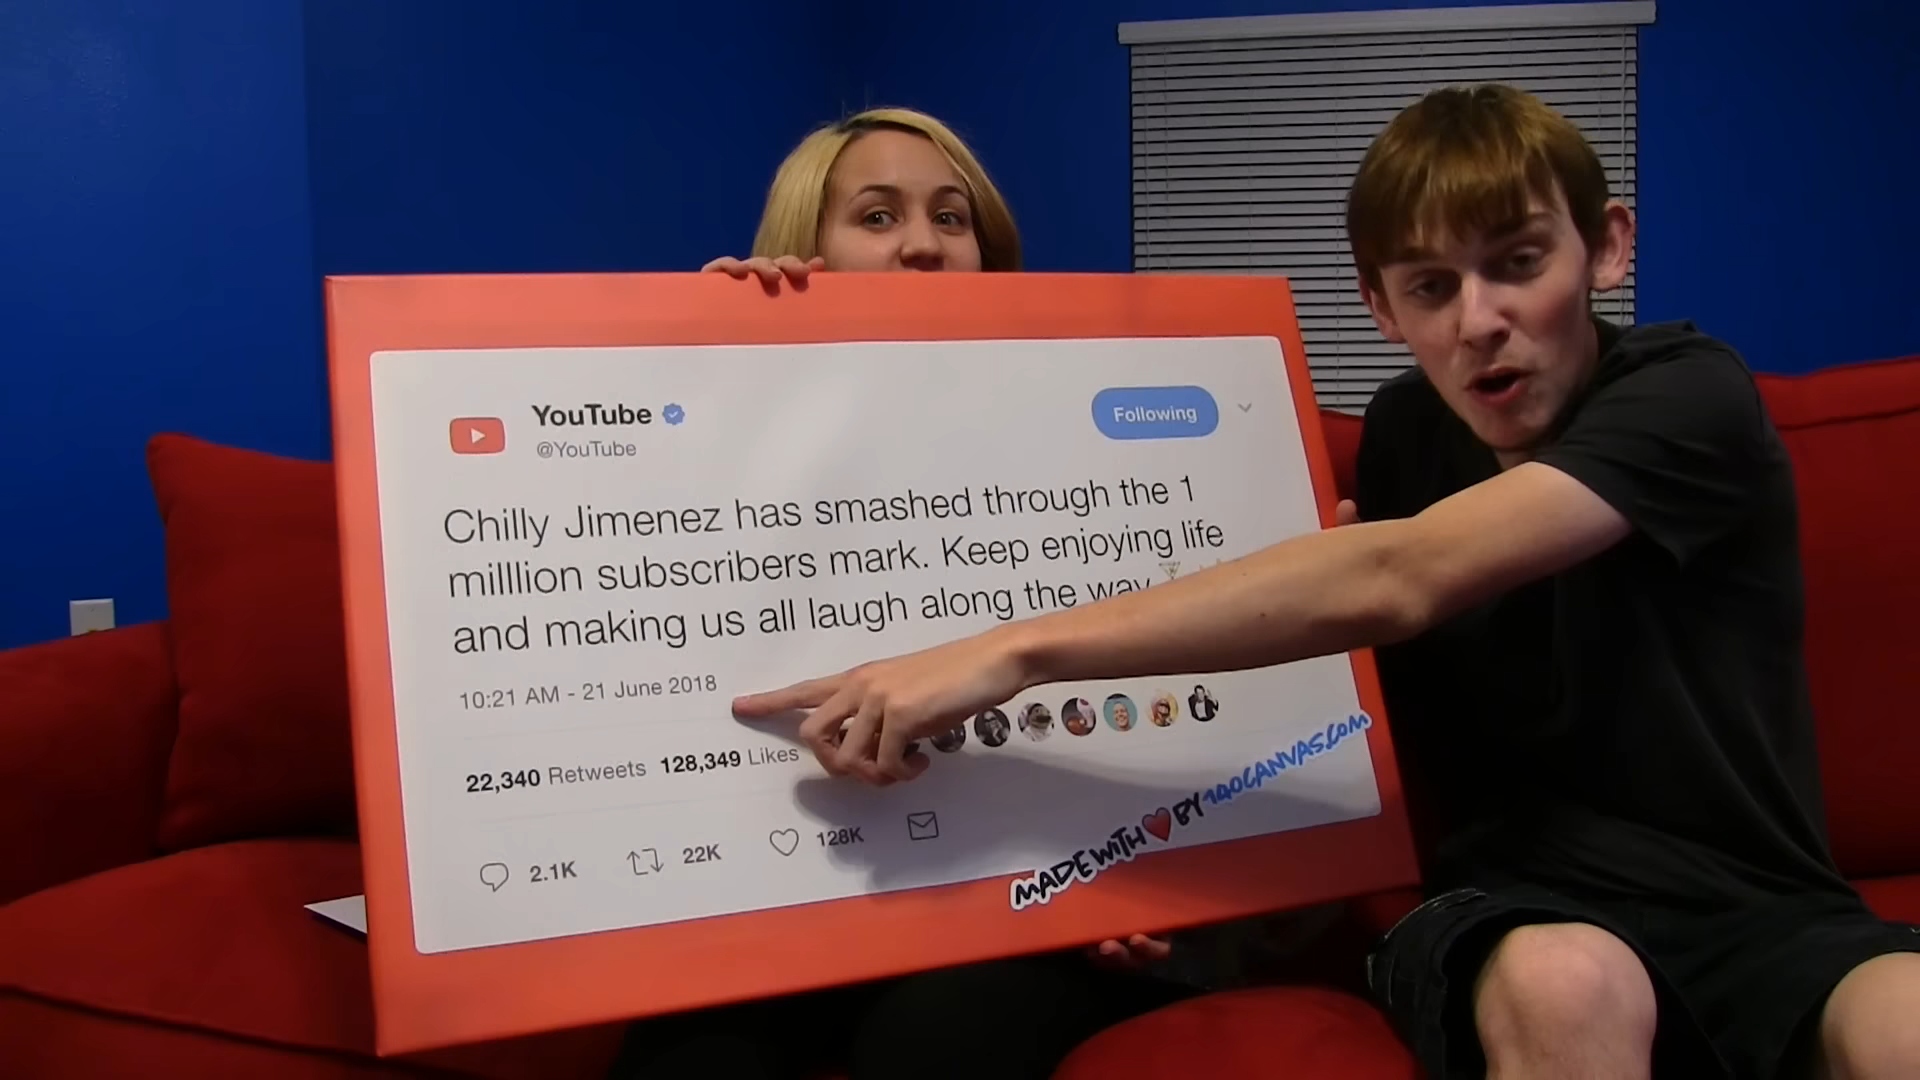 YouTube
@YouTube
Following
Chilly Jimenez has smashed through the 1
milllion subscribers mark. Keep enjoying life
and making us all laugh along the way
10:21 AM - 21 June 2018
22,340 Retweets 128,349 Likes
2.1K 22K 128K
MADE WITH ❤ BY 140CANVAS.COM